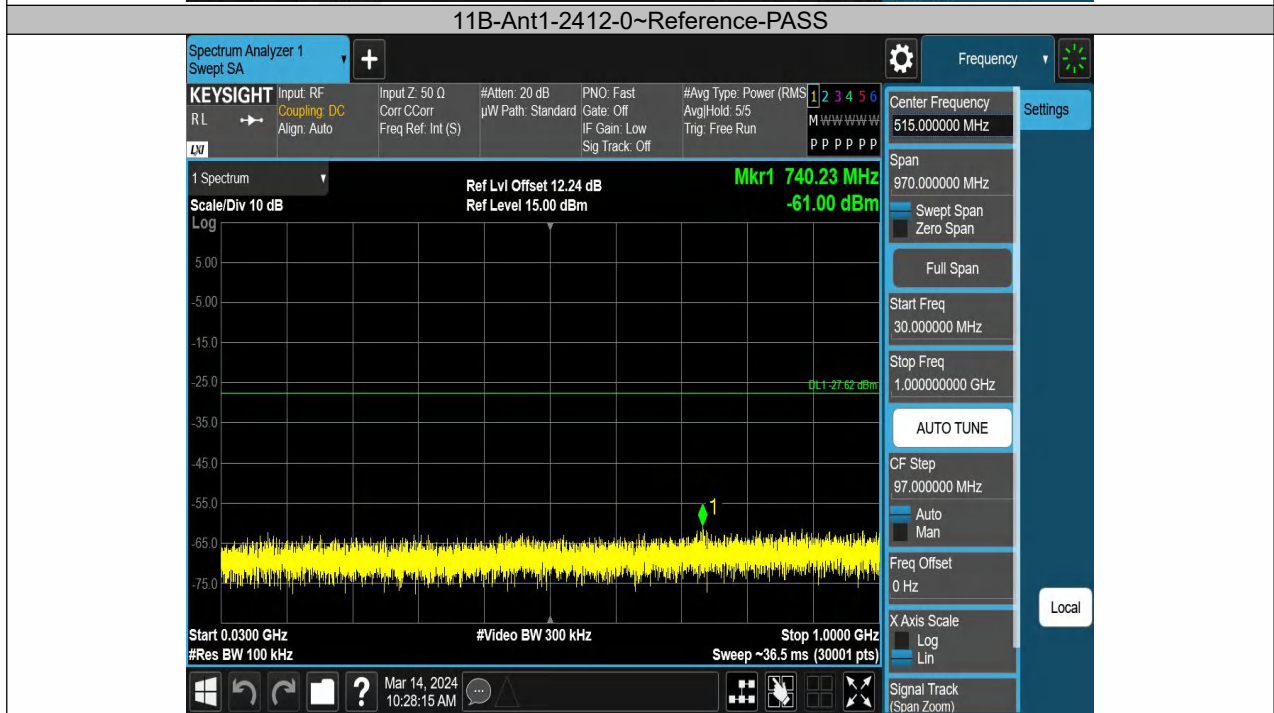 11B-Ant1-2412-0~Reference-PASS
Spectrum Analyzer 1
Swept SA
+
Frequency
KEYSIGHT
RL
LXI
Input: RF
Coupling: DC
Align: Auto
Input Z: 50 Ω
Corr CCorr
Freq Ref: Int (S)
#Atten: 20 dB
µW Path: Standard
PNO: Fast
Gate: Off
IF Gain: Low
Sig Track: Off
#Avg Type: Power (RMS
Avg|Hold: 5/5
Trig: Free Run
1 2 3 4 5 6
M W W W W W
P P P P P P
1 Spectrum
Scale/Div 10 dB
Ref Lvl Offset 12.24 dB
Ref Level 15.00 dBm
Mkr1 740.23 MHz
-61.00 dBm
Log
5.00
-5.00
-15.0
-25.0
DL1 -27.62 dBm
-35.0
-45.0
-55.0
1
-65.0
-75.0
Start 0.0300 GHz
#Res BW 100 kHz
#Video BW 300 kHz
Stop 1.0000 GHz
Sweep ~36.5 ms (30001 pts)
Center Frequency
515.000000 MHz
Settings
Span
970.000000 MHz
Swept Span
Zero Span
Full Span
Start Freq
30.000000 MHz
Stop Freq
1.000000000 GHz
AUTO TUNE
CF Step
97.000000 MHz
Auto
Man
Freq Offset
0 Hz
X Axis Scale
Log
Lin
Local
Signal Track
(Span Zoom)
?
Mar 14, 2024
10:28:15 AM